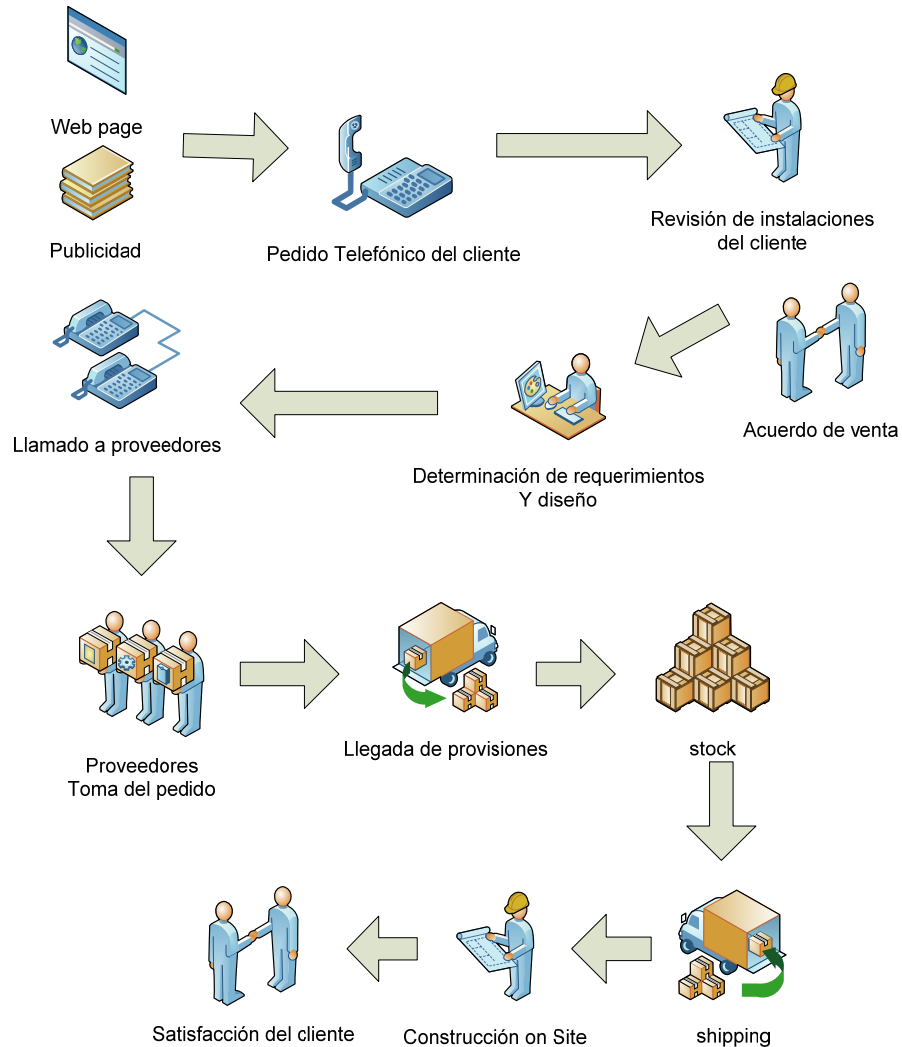 Web page
Publicidad
Pedido Telefónico del cliente
Revisión de instalaciones
del cliente
Acuerdo de venta
Determinación de requerimientos
Y diseño
Llamado a proveedores
Proveedores
Toma del pedido
Llegada de provisiones
stock
shipping
Construcción on Site
Satisfacción del cliente